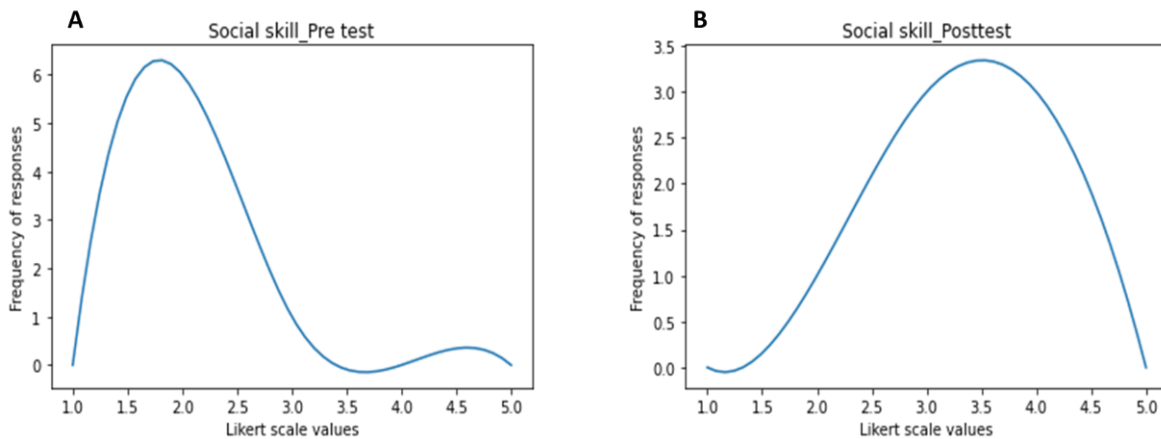 A
Social skill_Pre test
6
5
4
3
2
1
0
Frequency of responses
1.0 1.5 2.0 2.5 3.0 3.5 4.0 4.5 5.0
Likert scale values
B
Social skill_Posttest
3.5
3.0
2.5
2.0
1.5
1.0
0.5
0.0
Frequency of responses
1.0 1.5 2.0 2.5 3.0 3.5 4.0 4.5 5.0
Likert scale values